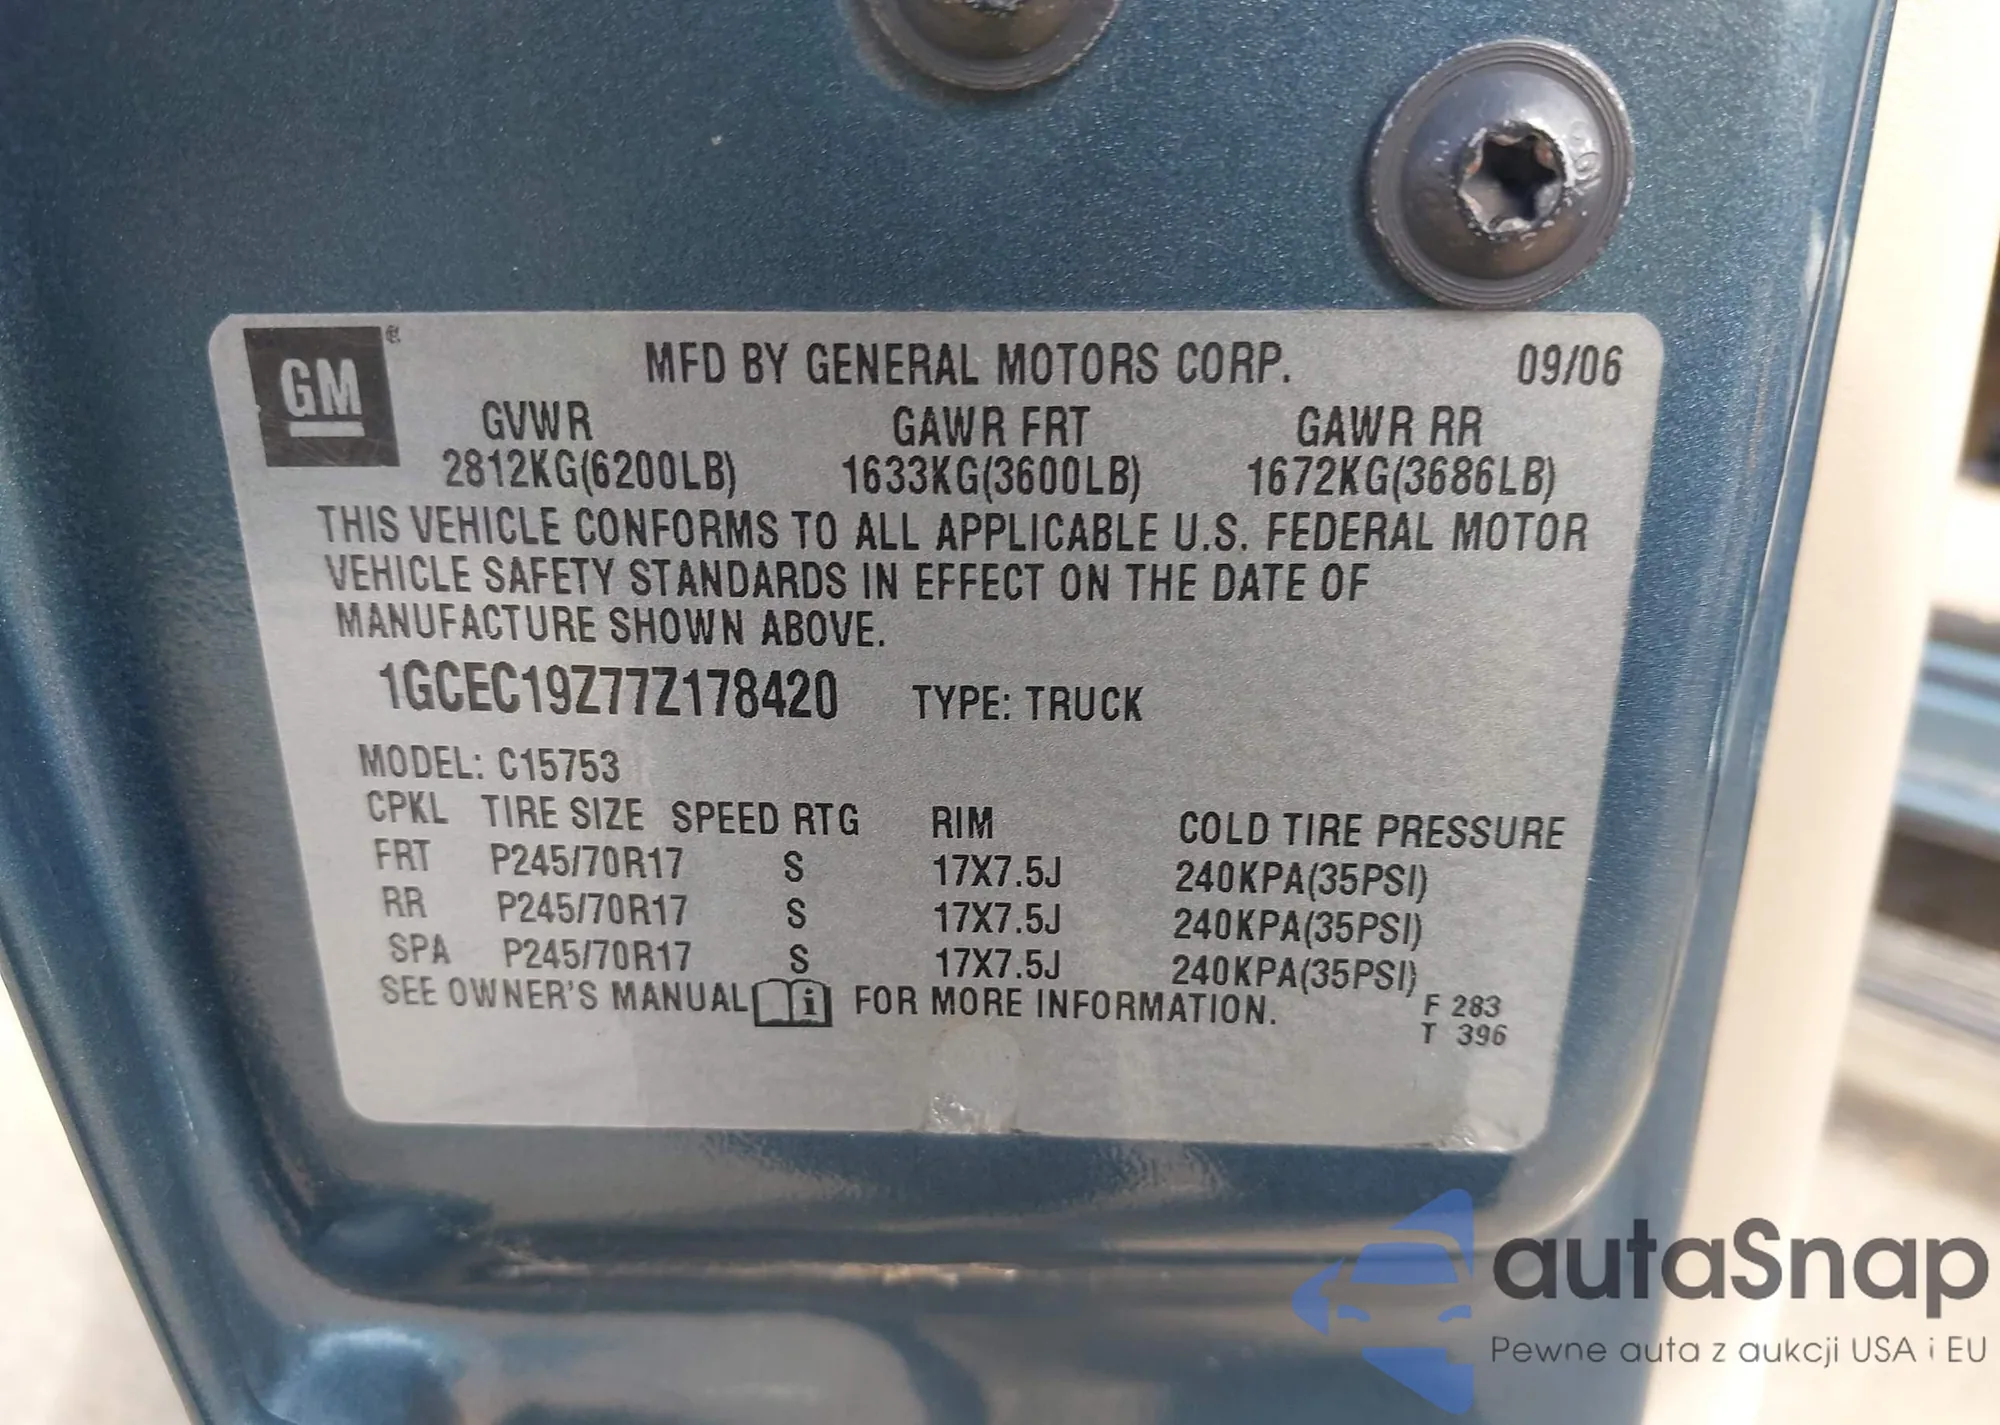 GM ®
MFD BY GENERAL MOTORS CORP. 09/06
GVWR GAWR FRT GAWR RR
2812KG(6200LB) 1633KG(3600LB) 1672KG(3686LB)
THIS VEHICLE CONFORMS TO ALL APPLICABLE U.S. FEDERAL MOTOR
VEHICLE SAFETY STANDARDS IN EFFECT ON THE DATE OF
MANUFACTURE SHOWN ABOVE.
1GCEC19Z77Z178420 TYPE: TRUCK
MODEL: C15753
CPKL TIRE SIZE SPEED RTG RIM COLD TIRE PRESSURE
FRT P245/70R17 S 17X7.5J 240KPA(35PSI)
RR P245/70R17 S 17X7.5J 240KPA(35PSI)
SPA P245/70R17 S 17X7.5J 240KPA(35PSI)
SEE OWNER'S MANUAL i FOR MORE INFORMATION.
F 283
T 396
autaSnap
Pewne auta z aukcji USA i EU